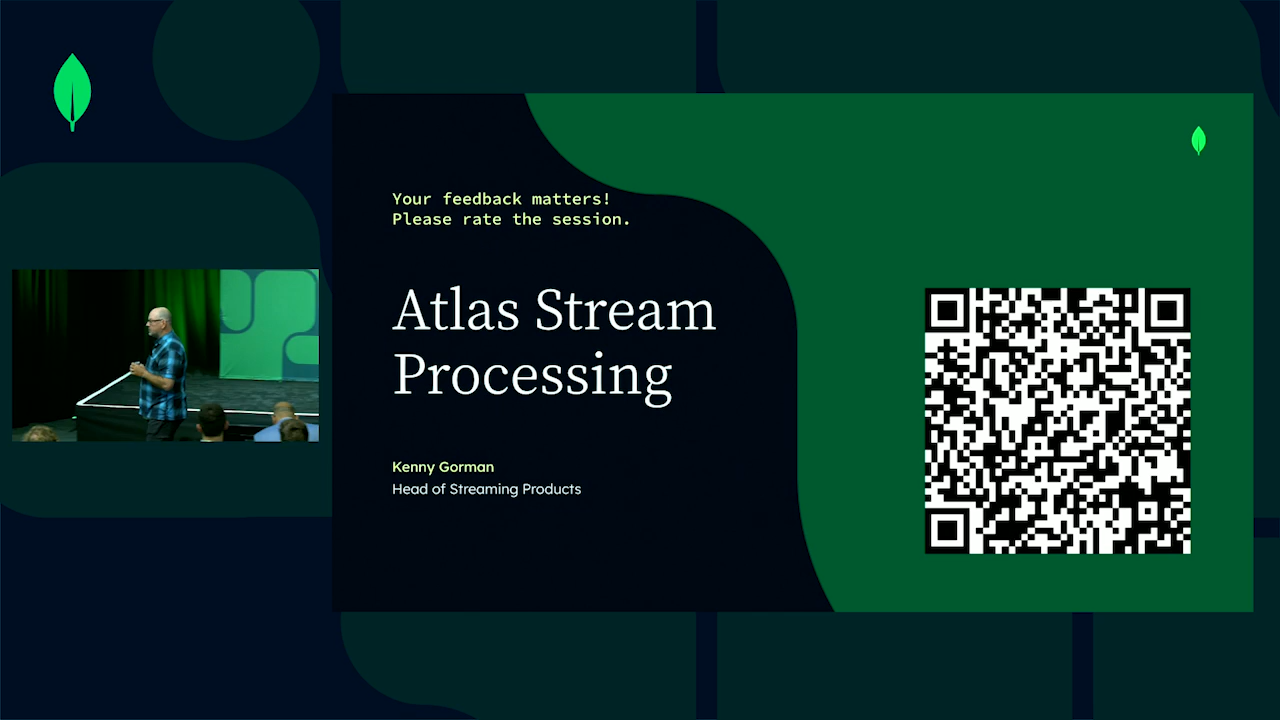 Your feedback matters!
Please rate the session.
Atlas Stream
Processing
Kenny Gorman
Head of Streaming Products